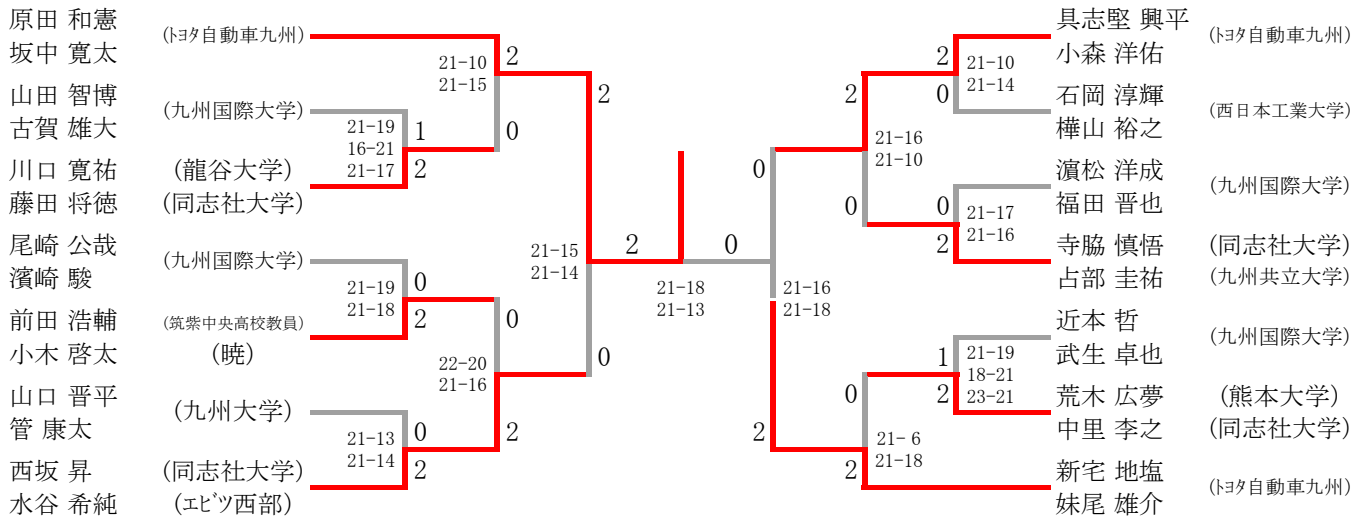 原田 和憲
坂中 寛太
(トヨタ自動車九州)
山田 智博
古賀 雄大
(九州国際大学)
川口 寛祐
(龍谷大学)
藤田 将徳
(同志社大学)
尾崎 公哉
濱崎 駿
(九州国際大学)
前田 浩輔
(筑紫中央高校教員)
小木 啓太
(暁)
山口 晋平
管 康太
(九州大学)
西坂 昇
(同志社大学)
水谷 希純
(エビツ西部)
21-19
16-21
21-17
1
2
21-19
21-18
0
2
21-13
21-14
0
2
21-10
21-15
2
0
22-20
21-16
0
2
21-15
21-14
2
0
2
0
21-18
21-13
0
2
21-16
21-18
2
0
21-16
21-10
0
2
21- 6
21-18
2
0
21-10
21-14
0
2
21-17
21-16
1
2
21-19
18-21
23-21
具志堅 興平
小森 洋佑
(トヨタ自動車九州)
石岡 淳輝
樺山 裕之
(西日本工業大学)
濵松 洋成
福田 晋也
(九州国際大学)
寺脇 慎悟
(同志社大学)
占部 圭祐
(九州共立大学)
近本 哲
武生 卓也
(九州国際大学)
荒木 広夢
(熊本大学)
中里 李之
(同志社大学)
新宅 地塩
妹尾 雄介
(トヨタ自動車九州)